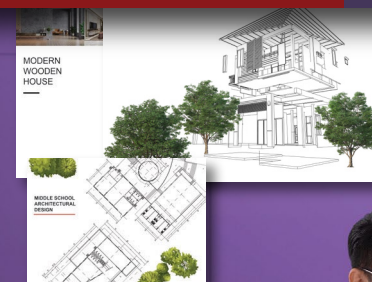 MODERN
WOODEN
HOUSE
MIDDLE SCHOOL
ARCHITECTURAL
DESIGN